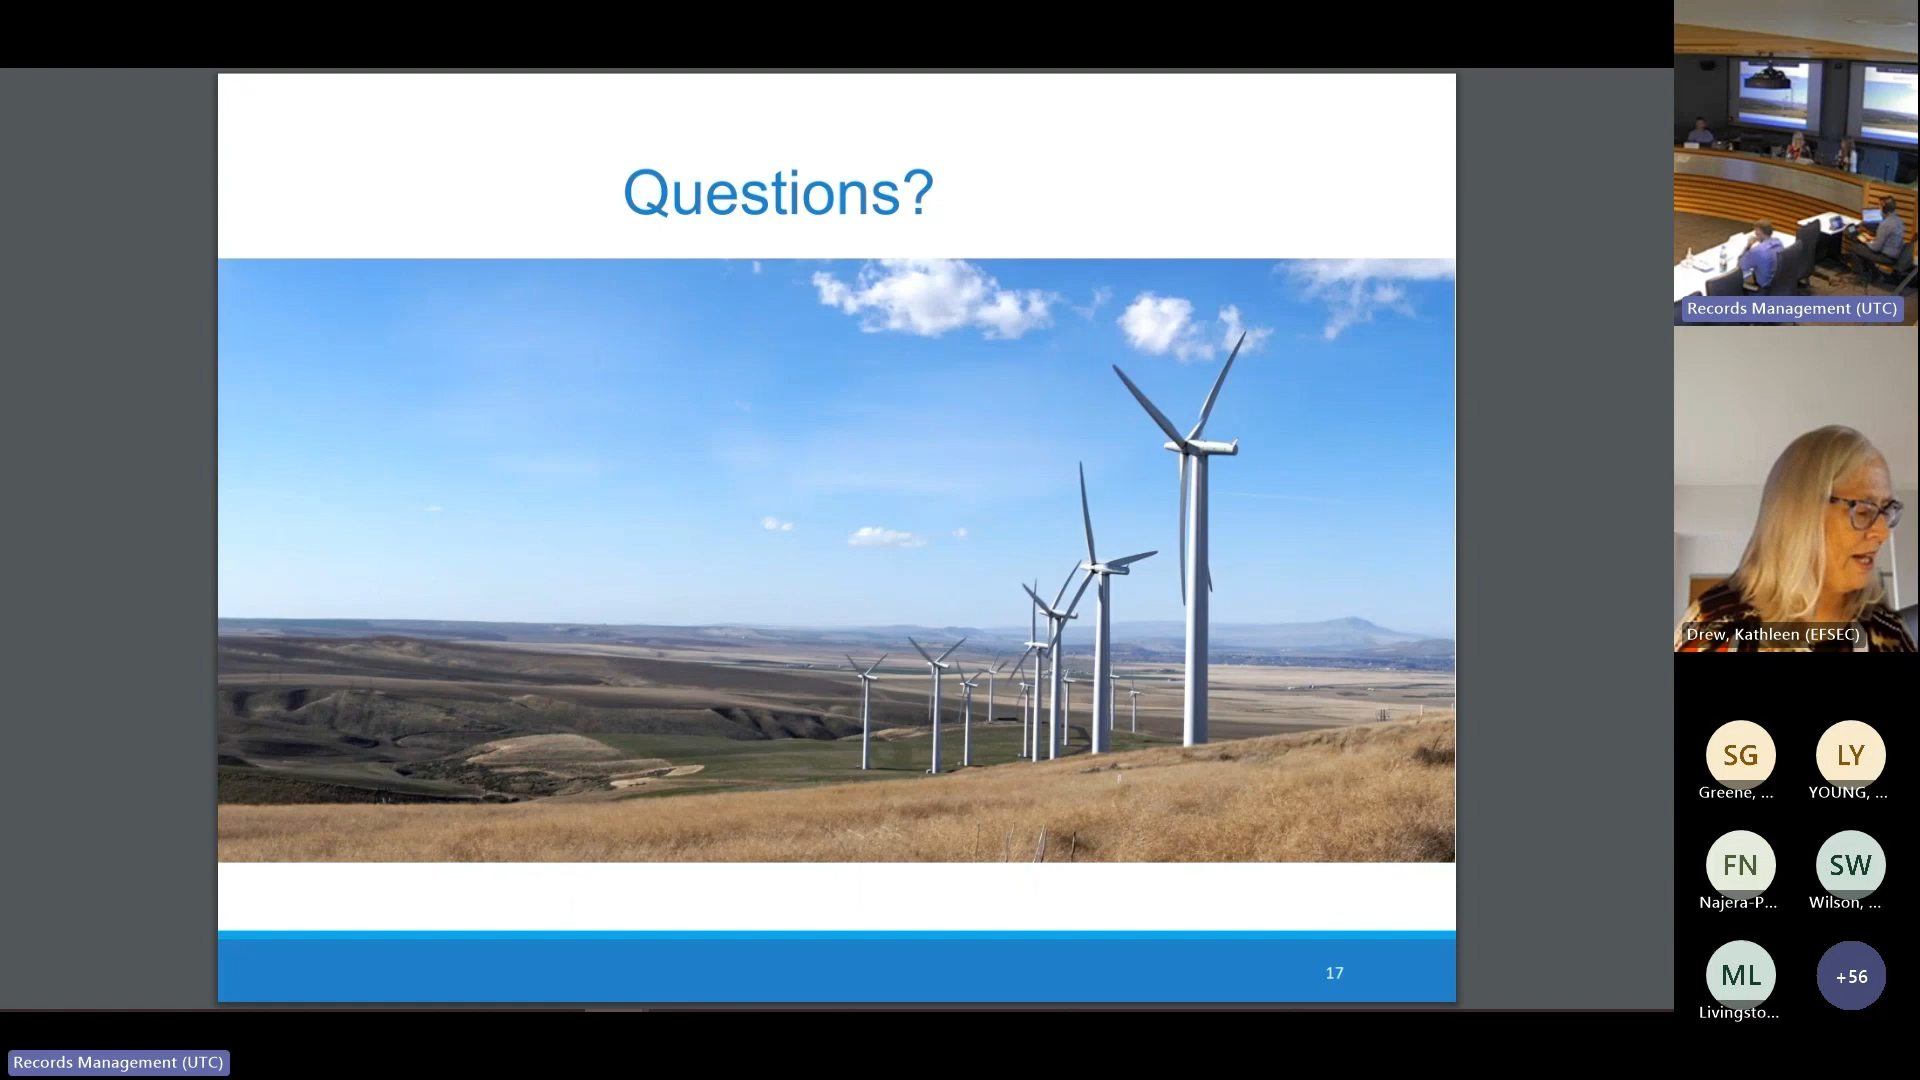 Questions?
17
Records Management (UTC)
Drew, Kathleen (EFSEC)
SG
Greene, ...
LY
YOUNG, ...
FN
Najera-P...
SW
Wilson, ...
ML
Livingsto...
+56
Records Management (UTC)